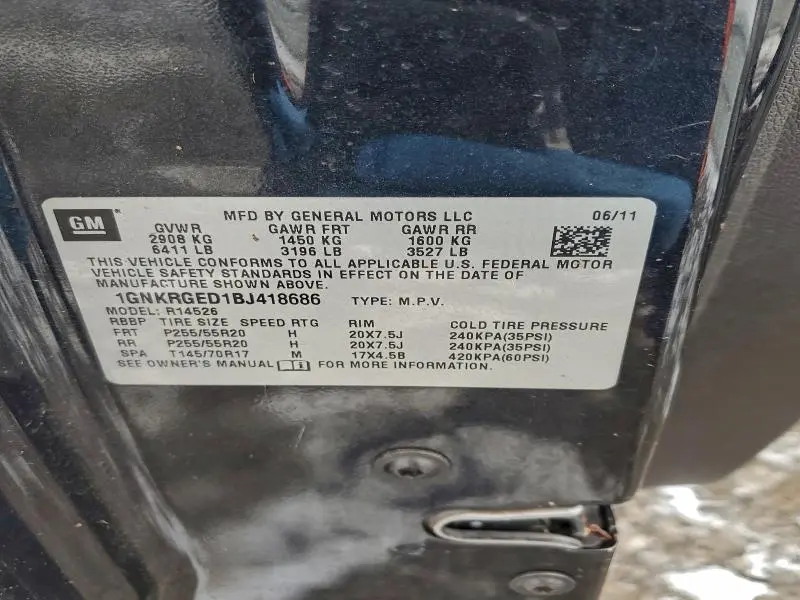 GM MFD BY GENERAL MOTORS LLC 06/11
GVWR GAWR FRT GAWR RR
2908 KG 1450 KG 1600 KG
6411 LB 3196 LB 3527 LB
THIS VEHICLE CONFORMS TO ALL APPLICABLE U.S. FEDERAL MOTOR
VEHICLE SAFETY STANDARDS IN EFFECT ON THE DATE OF
MANUFACTURE SHOWN ABOVE.
1GNKRGED1BJ418686 TYPE: M.P.V.
MODEL: R14526
RBBP TIRE SIZE SPEED RTG RIM COLD TIRE PRESSURE
FRT P255/55R20 H 20X7.5J 240KPA(35PSI)
RR P255/55R20 H 20X7.5J 240KPA(35PSI)
SPA T145/70R17 M 17X4.5B 420KPA(60PSI)
SEE OWNER'S MANUAL FOR MORE INFORMATION.